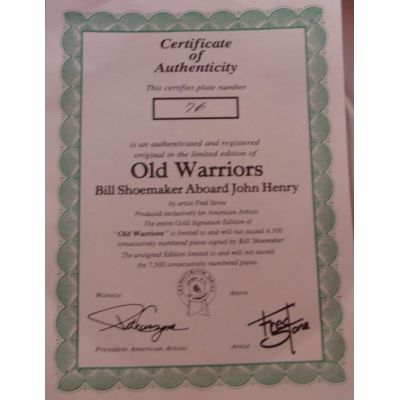 Certificate
of
Authenticity
This certifies plate number
76
is an authenticated and registered
original in the limited edition of
Old Warriors
Bill Shoemaker Aboard John Henry
by artist Fred Stone
Produced exclusively for American Artists.
The entire Gold Signature Edition of
"Old Warriors" is limited to and will not exceed 4,500
consecutively numbered pieces signed by Bill Shoemaker
The unsigned Edition limited to and will not exceed
the 7,500 consecutively numbered pieces
Witness Attest
Fred Stone
President American Artists Artist